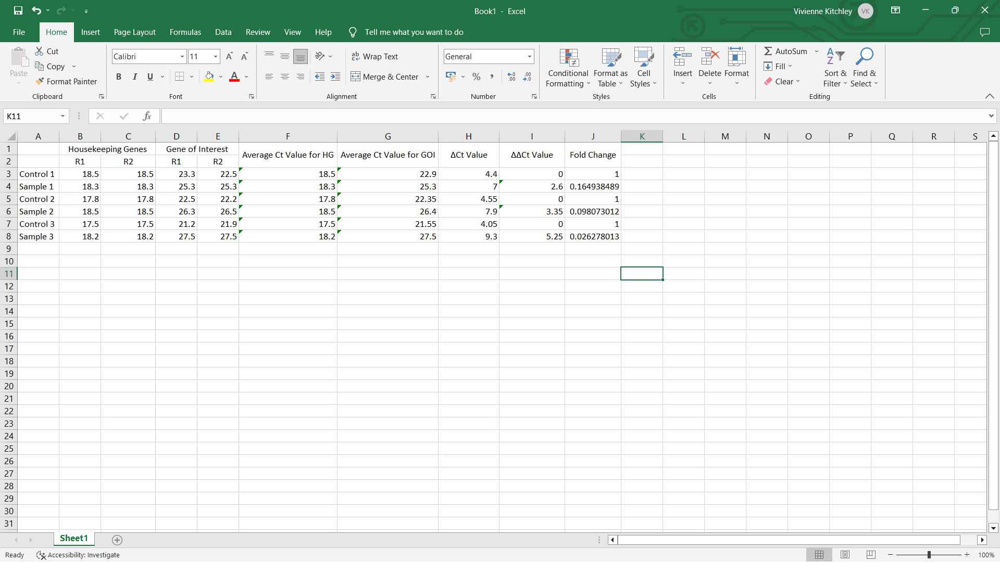 Book1 - Excel
Vivienne Kitchley VK
File Home Insert Page Layout Formulas Data Review View Help Tell me what you want to do
Paste
Cut
Copy
Format Painter
Clipboard
Calibri 11
B I U
Font
Wrap Text
Merge & Center
Alignment
General
Number
Conditional Formatting
Format as Table
Cell Styles
Styles
Insert Delete Format
Cells
AutoSum
Fill
Clear
Sort & Filter
Find & Select
Editing
K11
fx
A B C D E F G H I J K L M N O P Q R S
1 Housekeeping Genes Gene of Interest Average Ct Value for HG Average Ct Value for GOI ΔCt Value ΔΔCt Value Fold Change
2 R1 R2 R1 R2
3 Control 1 18.5 18.5 23.3 22.5 18.5 22.9 4.4 0 1
4 Sample 1 18.3 18.3 25.3 25.3 18.3 25.3 7 2.6 0.164938489
5 Control 2 17.8 17.8 22.5 22.2 17.8 22.35 4.55 0 1
6 Sample 2 18.5 18.5 26.3 26.5 18.5 26.4 7.9 3.35 0.098073012
7 Control 3 17.5 17.5 21.2 21.9 17.5 21.55 4.05 0 1
8 Sample 3 18.2 18.2 27.5 27.5 18.2 27.5 9.3 5.25 0.026278013
9
10
11
12
13
14
15
16
17
18
19
20
21
22
23
24
25
26
27
28
29
30
31
Sheet1
Ready Accessibility: Investigate 100%